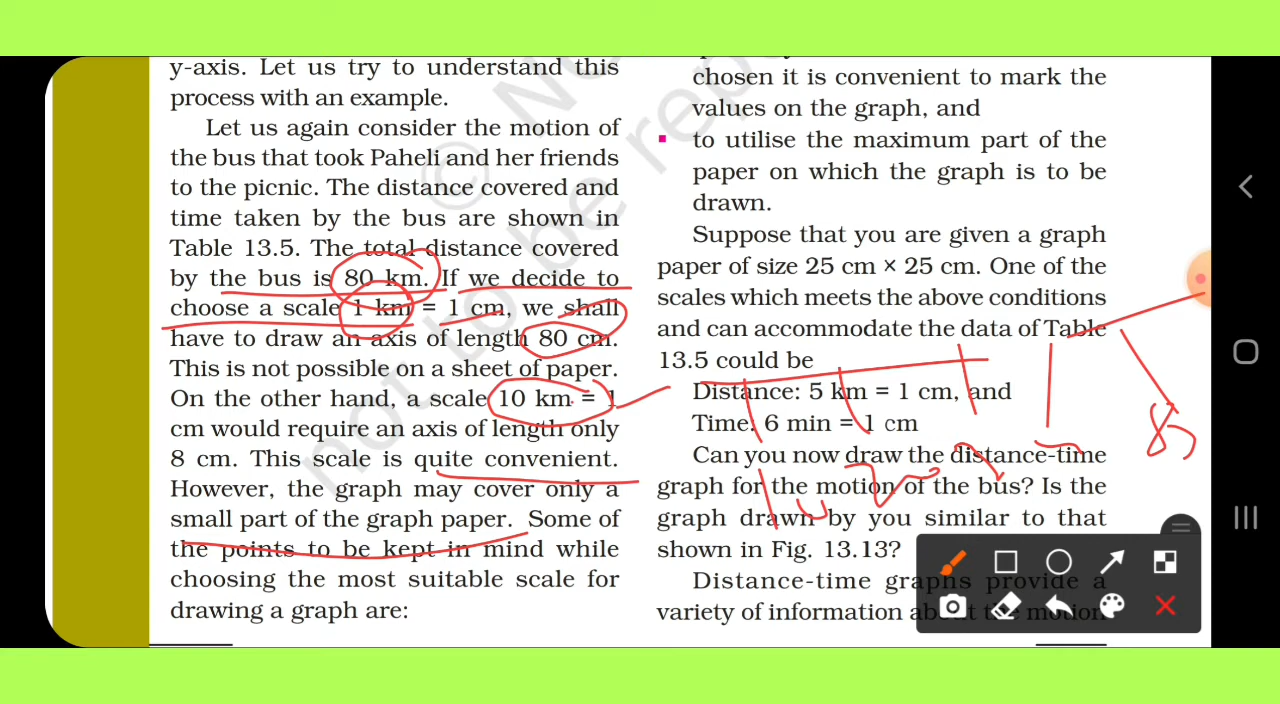 y-axis. Let us try to understand this
process with an example.
Let us again consider the motion of
the bus that took Paheli and her friends
to the picnic. The distance covered and
time taken by the bus are shown in
Table 13.5. The total distance covered
by the bus is 80 km. If we decide to
choose a scale 1 km = 1 cm, we shall
have to draw an axis of length 80 cm.
This is not possible on a sheet of paper.
On the other hand, a scale 10 km = 1
cm would require an axis of length only
8 cm. This scale is quite convenient.
However, the graph may cover only a
small part of the graph paper. Some of
the points to be kept in mind while
choosing the most suitable scale for
drawing a graph are:
chosen it is convenient to mark the
values on the graph, and
▪ to utilise the maximum part of the
paper on which the graph is to be
drawn.
Suppose that you are given a graph
paper of size 25 cm × 25 cm. One of the
scales which meets the above conditions
and can accommodate the data of Table
13.5 could be
Distance: 5 km = 1 cm, and
Time: 6 min = 1 cm
Can you now draw the distance-time
graph for the motion of the bus? Is the
graph drawn by you similar to that
shown in Fig. 13.13?
Distance-time graphs provide a
variety of information about the motion
© N
not to be rep